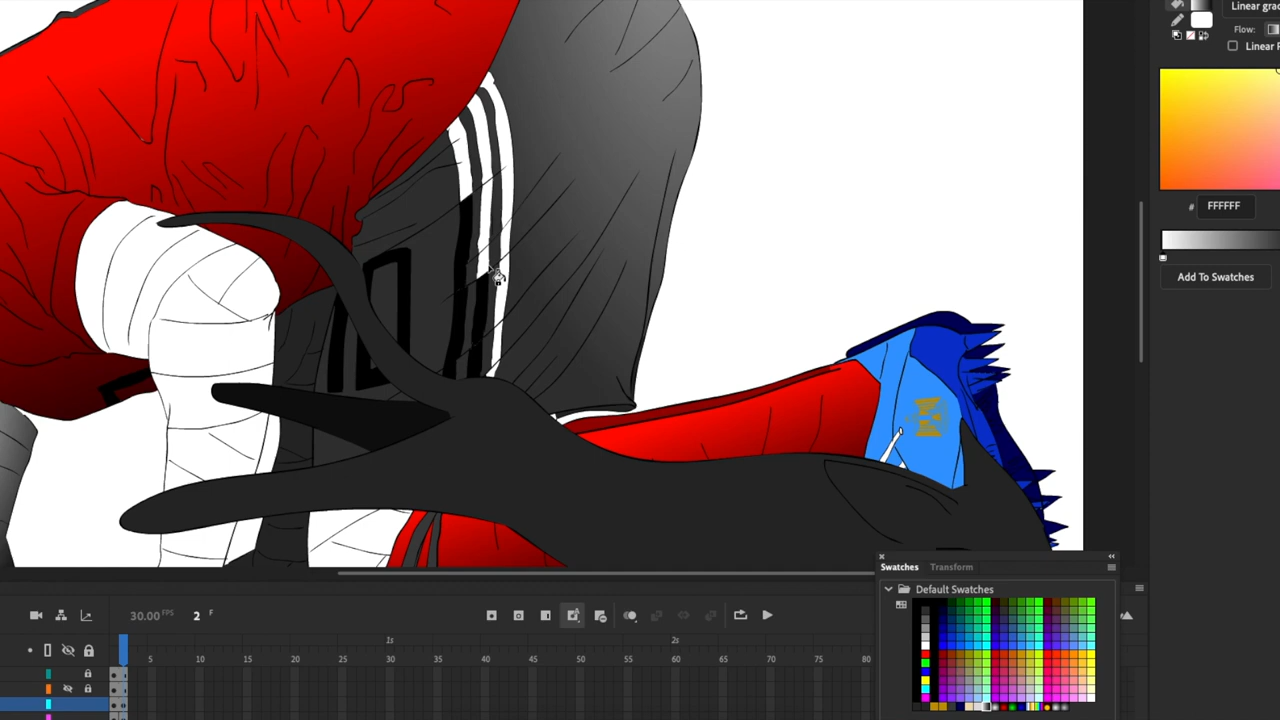 Linear gra
Flow:
Linear R
# FFFFFF
Add To Swatches
Swatches Transform
Default Swatches
30.00 FPS 2 F
1s 2s
5 10 15 20 25 30 35 40 45 50 55 60 65 70 75 80